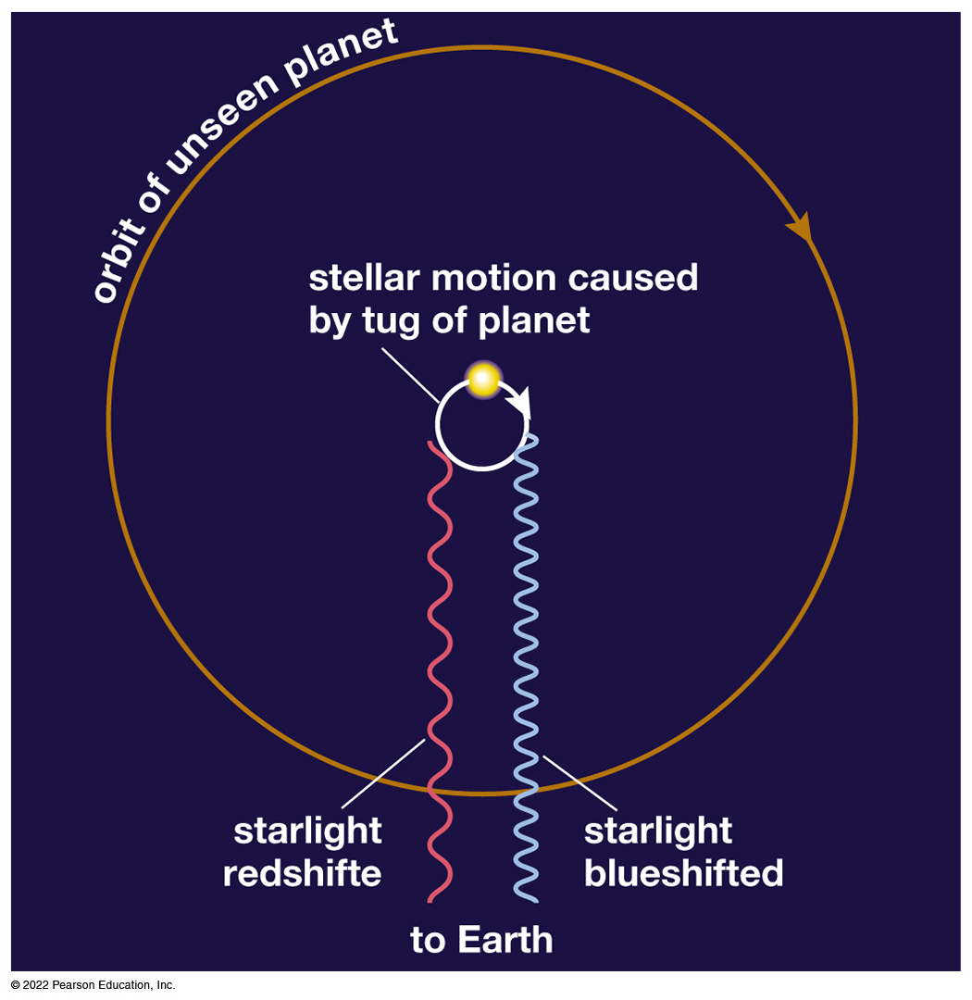 orbit of unseen planet
stellar motion caused
by tug of planet
starlight
redshifte
starlight
blueshifted
to Earth
© 2022 Pearson Education, Inc.